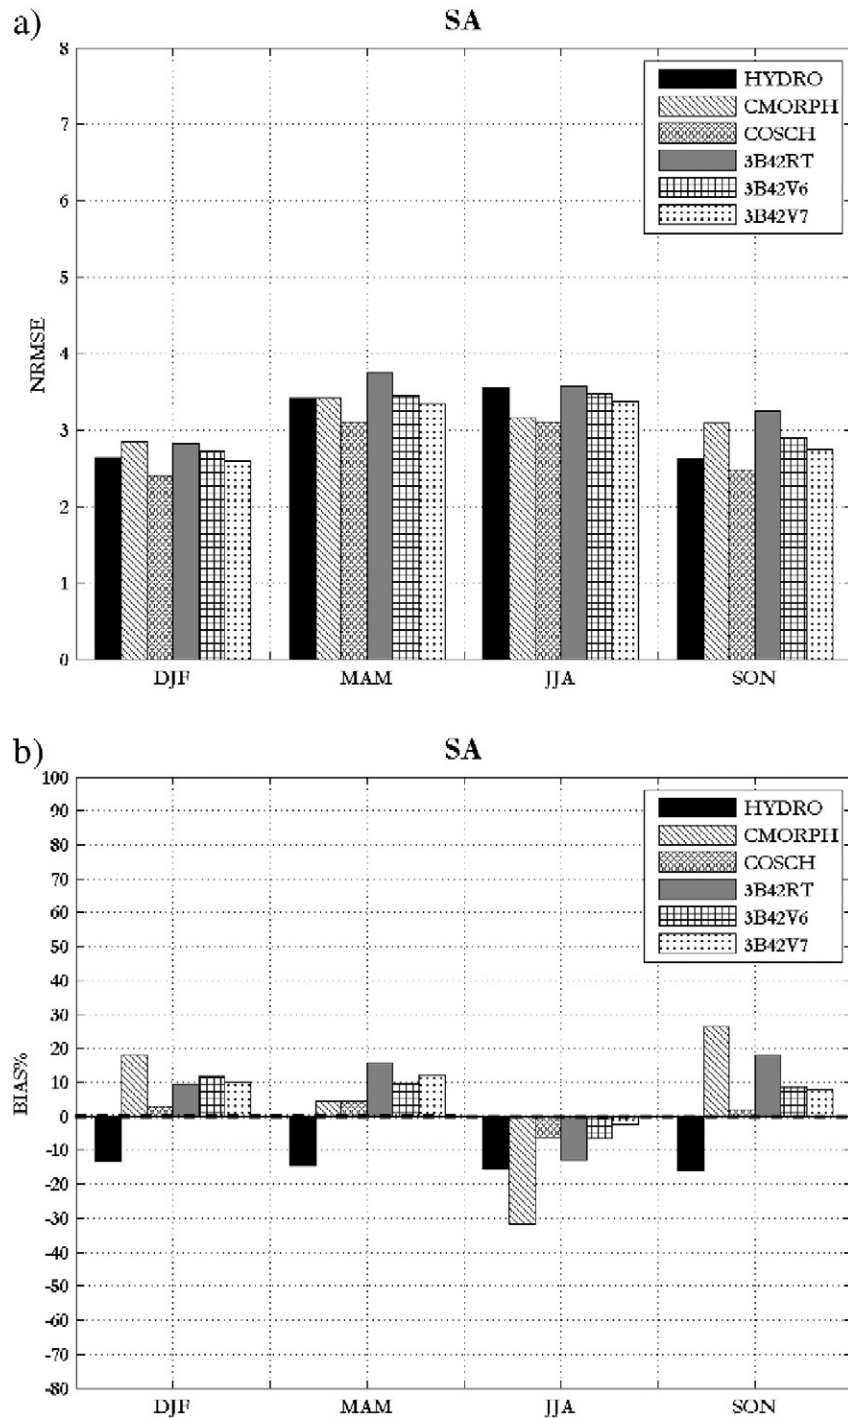 a)
SA
8
7
6
5
4
3
2
1
0
NRMSE
HYDRO
CMORPH
COSCH
3B42RT
3B42V6
3B42V7
DJF MAM JJA SON
b)
SA
100
90
80
70
60
50
40
30
20
10
0
-10
-20
-30
-40
-50
-60
-70
-80
BIAS%
HYDRO
CMORPH
COSCH
3B42RT
3B42V6
3B42V7
DJF MAM JJA SON